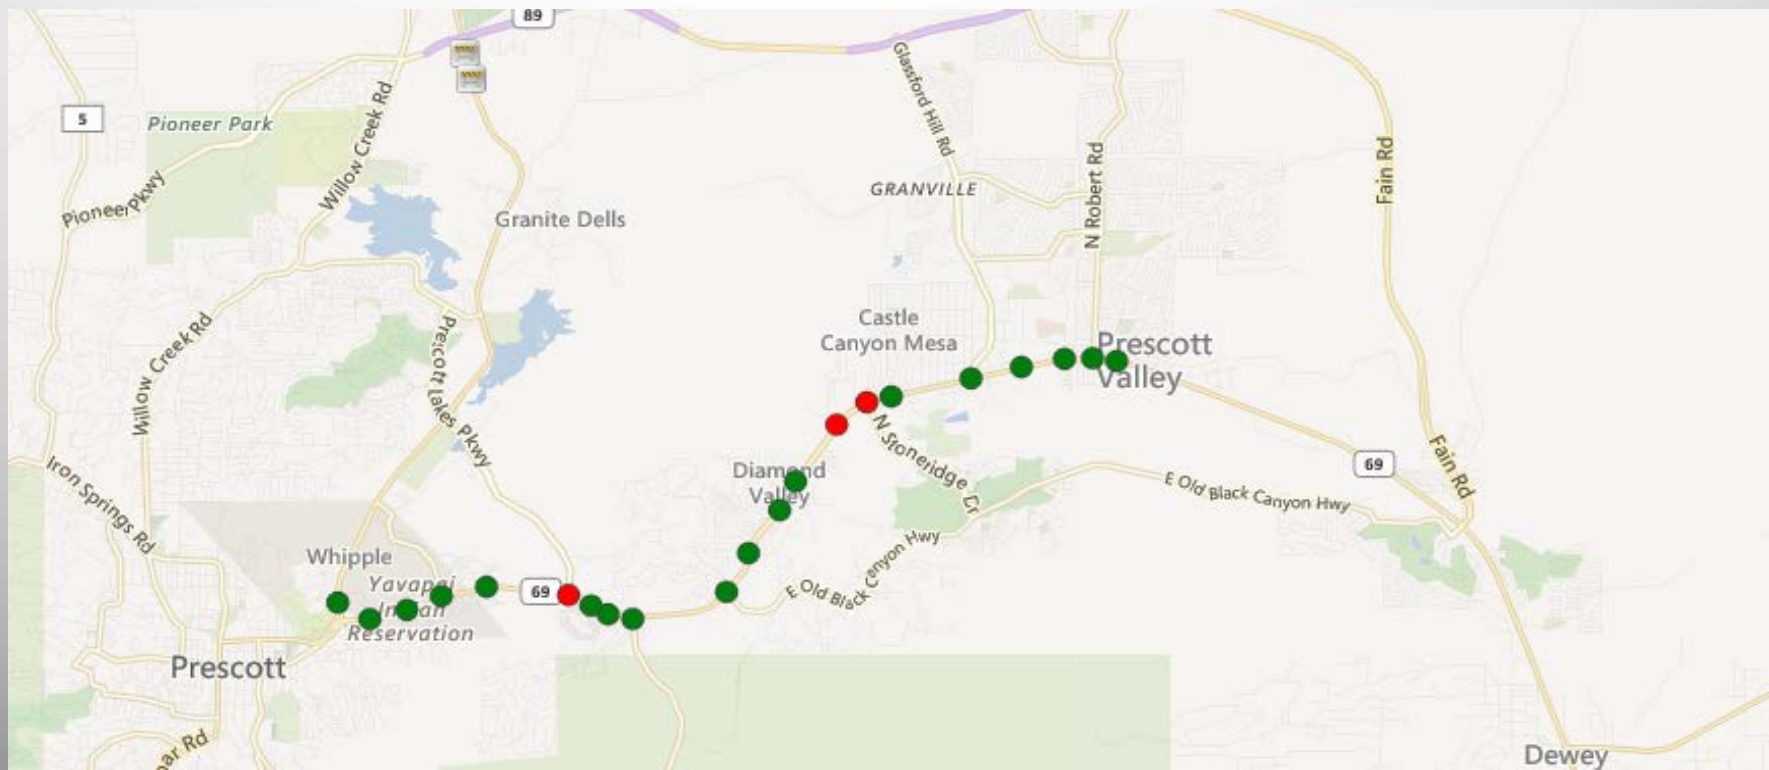 89
5
Pioneer Park
Willow Creek Rd
Glassford Hill Rd
Fain Rd
N Robert Rd
GRANVILLE
Pioneer Pkwy
Granite Dells
Castle
Canyon Mesa
Prescott
Valley
Willow Creek Rd
Prescott Lakes Pkwy
N Stoneridge Dr
Diamond
Valley
69
Fain Rd
E Old Black Canyon Hwy
Iron Springs Rd
E Old Black Canyon Hwy
Whipple
Yavapai
Indian
Reservation
69
Prescott
Dewey